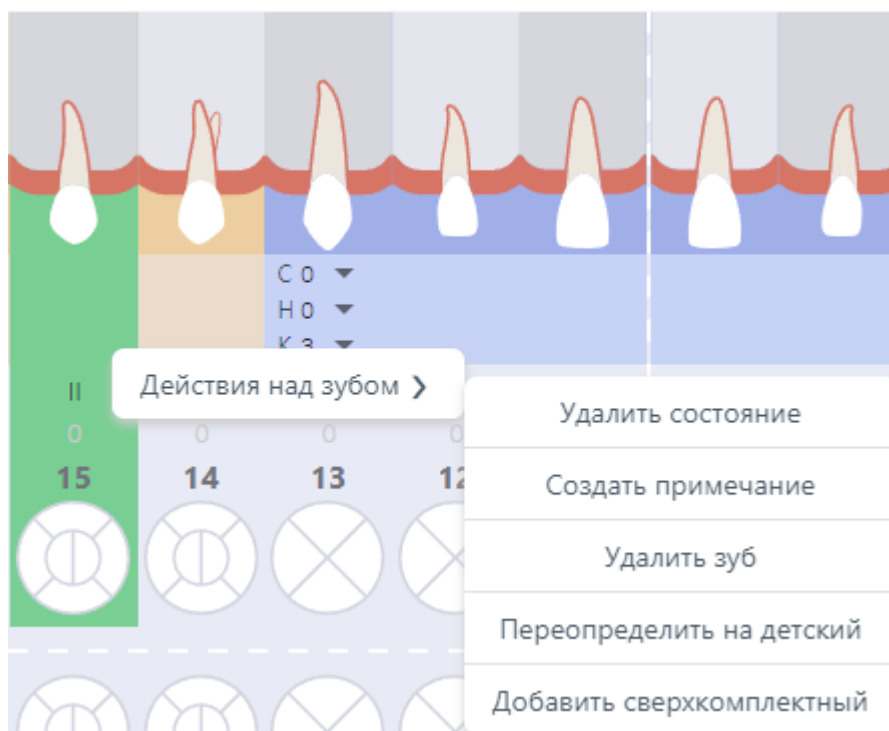 С 0
Н 0
К 3
Действия над зубом ❯
II
0 0 0 0
15 14 13 12
Удалить состояние
Создать примечание
Удалить зуб
Переопределить на детский
Добавить сверхкомплектный